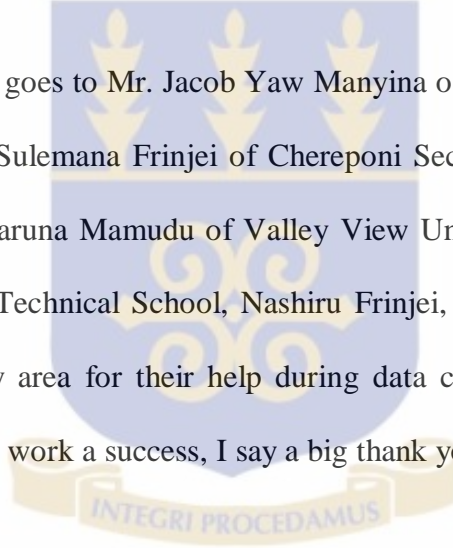 goes to Mr. Jacob Yaw Manyina o
Sulemana Frinjei of Chereponi Sec
aruna Mamudu of Valley View Un
Technical School, Nashiru Frinjei,
area for their help during data c
work a success, I say a big thank yo
INTEGRI PROCEDAMUS